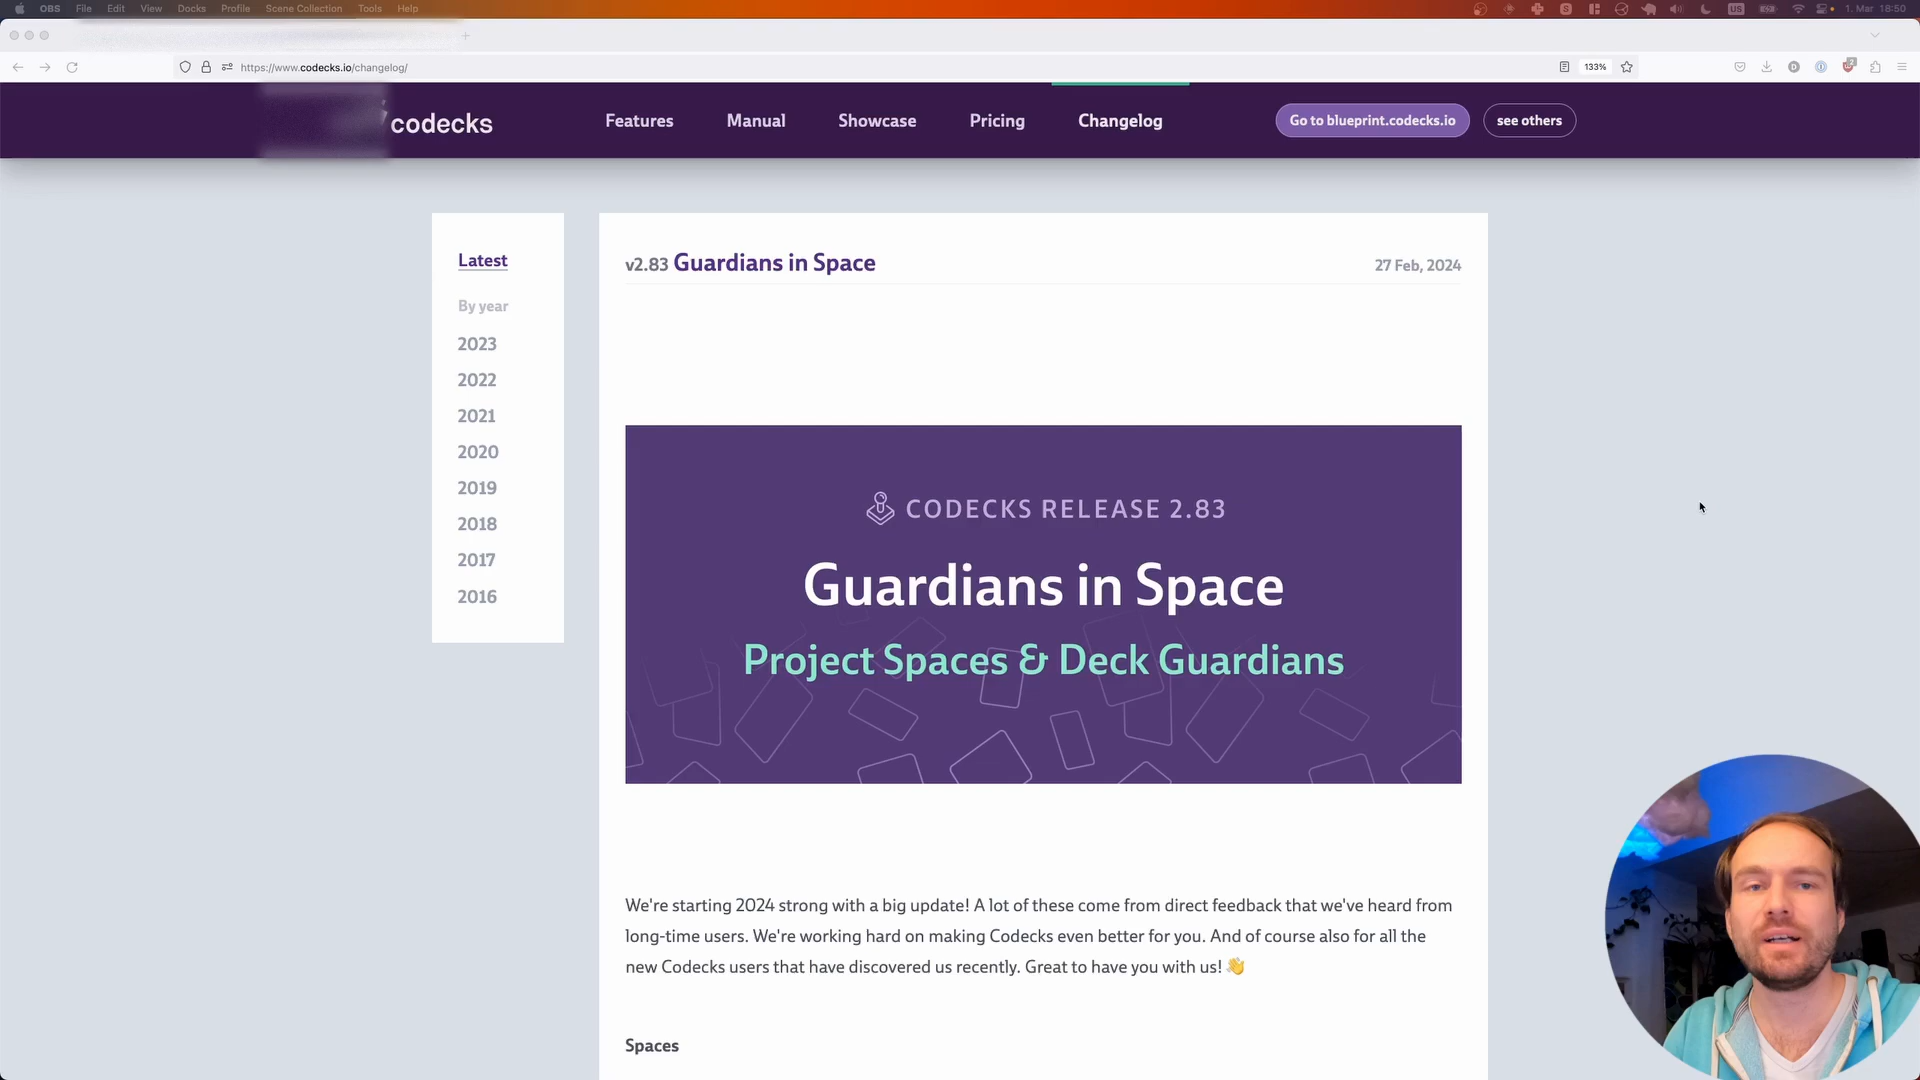 OBS File Edit View Docks Profile Scene Collection Tools Help US 1. Mar 18:50
https://www.codecks.io/changelog/ 133%
codecks Features Manual Showcase Pricing Changelog Go to blueprint.codecks.io see others
Latest
By year
2023
2022
2021
2020
2019
2018
2017
2016
v2.83 Guardians in Space 27 Feb, 2024
CODECKS RELEASE 2.83
Guardians in Space
Project Spaces & Deck Guardians
We're starting 2024 strong with a big update! A lot of these come from direct feedback that we've heard from
long-time users. We're working hard on making Codecks even better for you. And of course also for all the
new Codecks users that have discovered us recently. Great to have you with us! 👋
Spaces